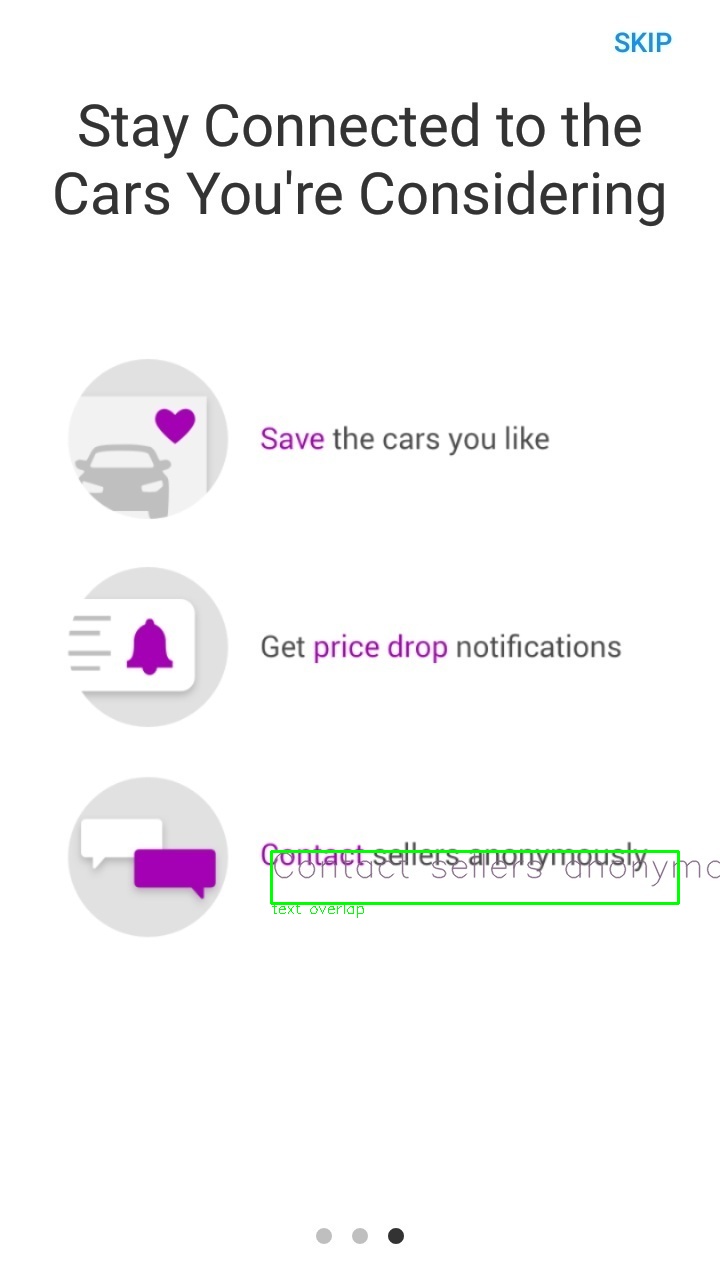 SKIP
Stay Connected to the
Cars You're Considering
Save the cars you like
Get price drop notifications
Contact sellers anonymously
Contact sellers anonymo
text overlap